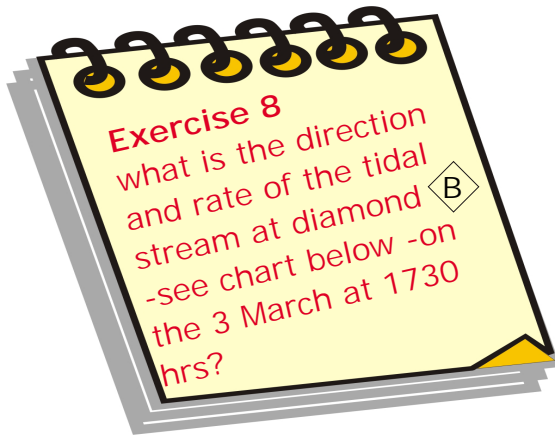 Exercise 8
what is the direction
and rate of the tidal
stream at diamond B
-see chart below -on
the 3 March at 1730
hrs?